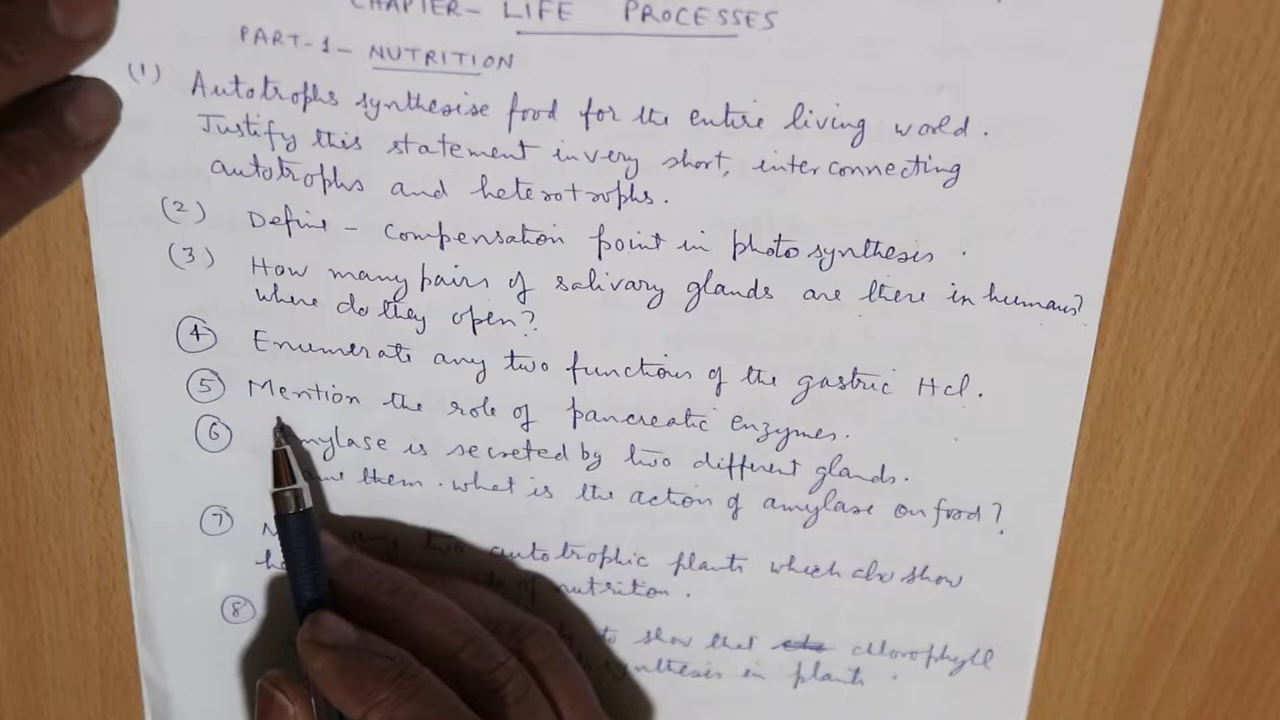 CHAPTER- LIFE PROCESSES
PART-1- NUTRITION
(1) Autotrophs synthesise food for the entire living world.
Justify this statement in very short, interconnecting
autotrophs and heterotrophs.
(2) Define - Compensation point in photosynthesis.
(3) How many pairs of salivary glands are there in humans?
Where do they open?
(4) Enumerate any two functions of the gastric Hcl.
(5) Mention the role of pancreatic enzymes.
(6) Amylase is secreted by two different glands.
them. what is the action of amylase on food?
(7) any two autotrophic plants which also show
of nutrition.
(8) to show that chlorophyll
in plants.